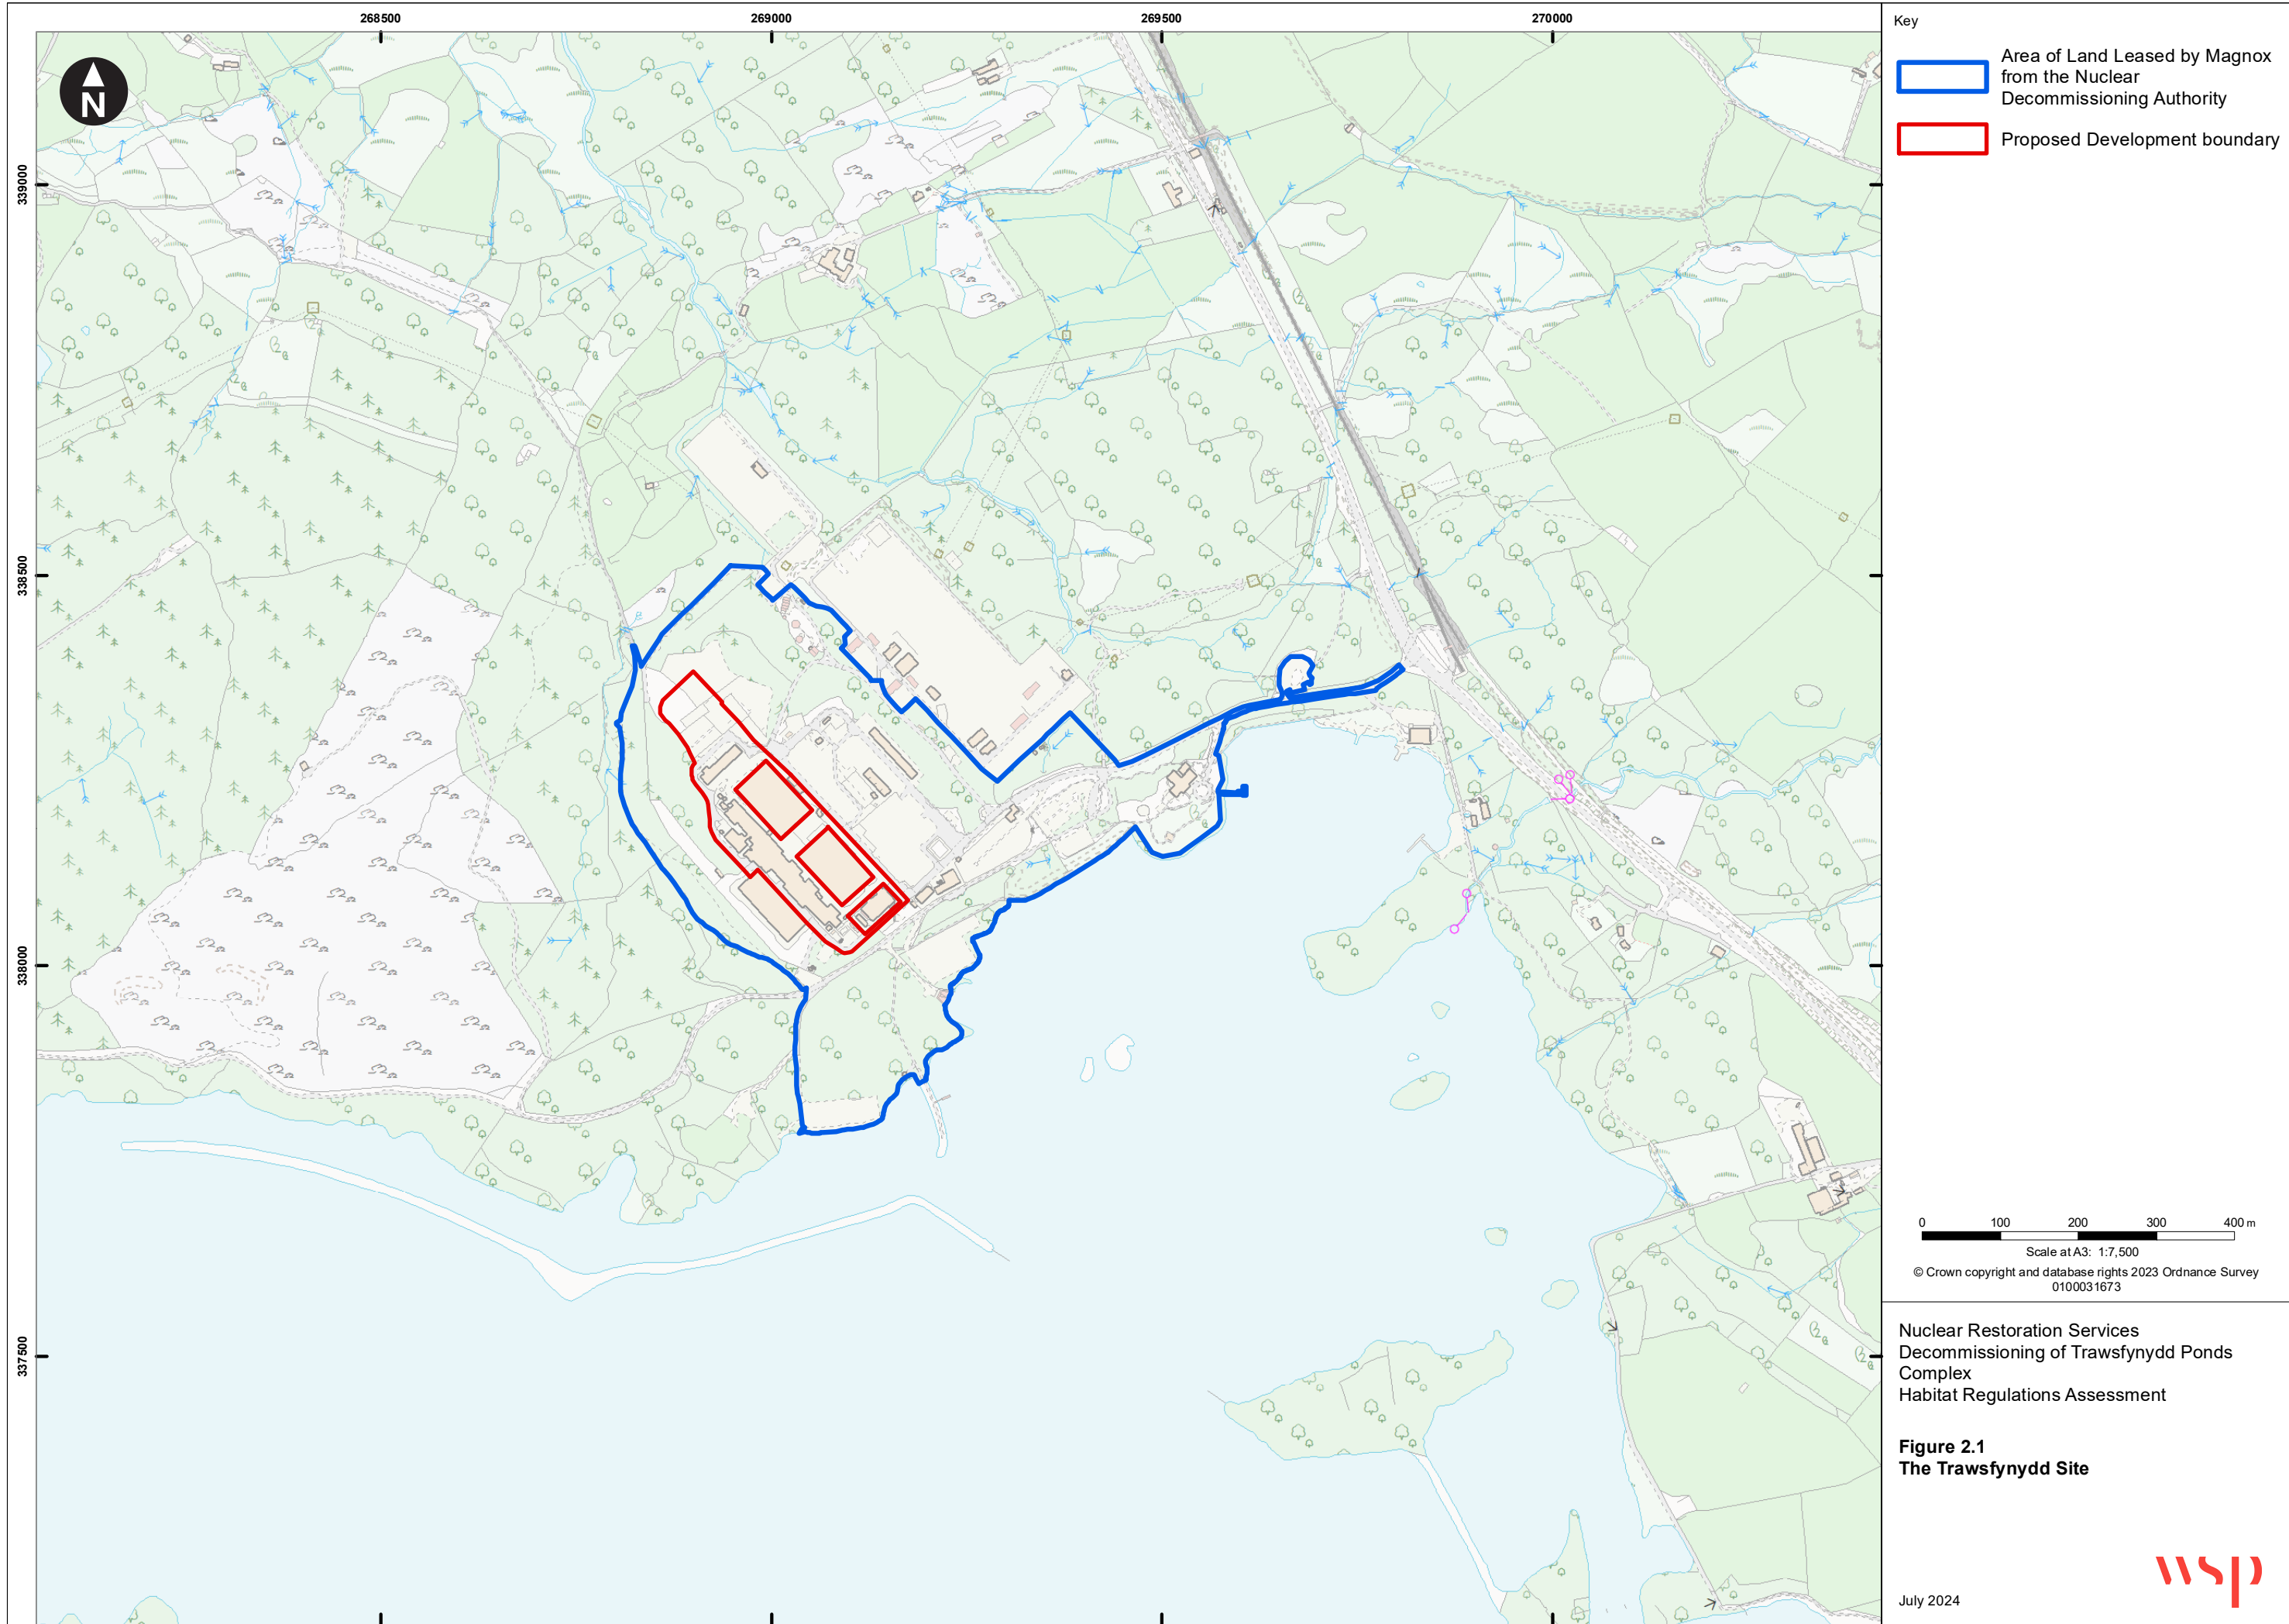 268500
269000
269500
270000
339000
338500
338000
337500
N
Key
Area of Land Leased by Magnox
from the Nuclear
Decommissioning Authority
Proposed Development boundary
0 100 200 300 400 m
Scale at A3: 1:7,500
© Crown copyright and database rights 2023 Ordnance Survey
0100031673
Nuclear Restoration Services
Decommissioning of Trawsfynydd Ponds
Complex
Habitat Regulations Assessment
Figure 2.1
The Trawsfynydd Site
July 2024
wsp